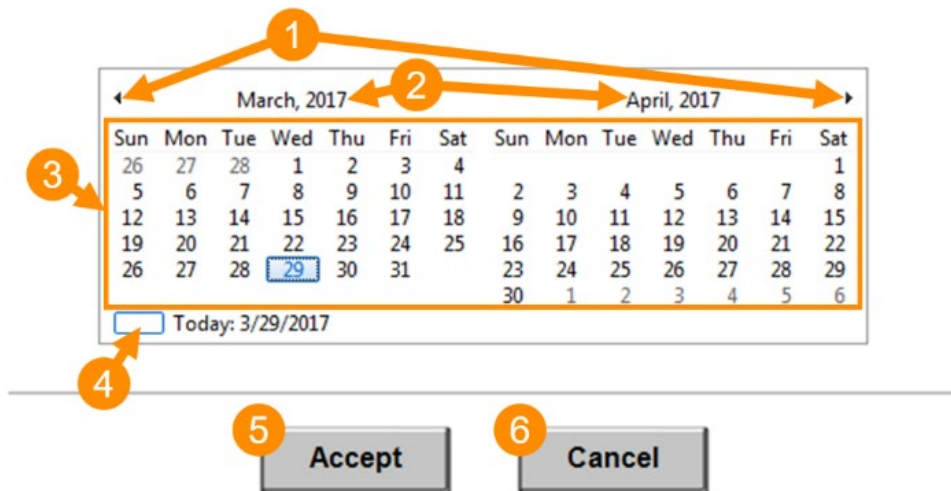 1
2
March, 2017 April, 2017
Sun Mon Tue Wed Thu Fri Sat Sun Mon Tue Wed Thu Fri Sat
26 27 28 1 2 3 4 1
3
5 6 7 8 9 10 11 2 3 4 5 6 7 8
12 13 14 15 16 17 18 9 10 11 12 13 14 15
19 20 21 22 23 24 25 16 17 18 19 20 21 22
26 27 28 29 30 31 23 24 25 26 27 28 29
30 1 2 3 4 5 6
Today: 3/29/2017
4
5 6
Accept Cancel